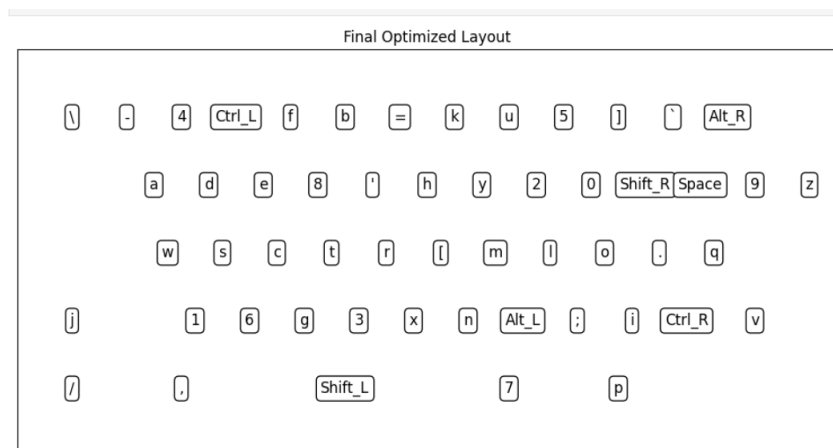 Final Optimized Layout
\ - 4 Ctrl_L f b = k u 5 ] ` Alt_R
a d e 8 ' h y 2 0 Shift_R Space 9 z
w s c t r [ m l o . q
j 1 6 g 3 x n Alt_L ; i Ctrl_R v
/ , Shift_L 7 p